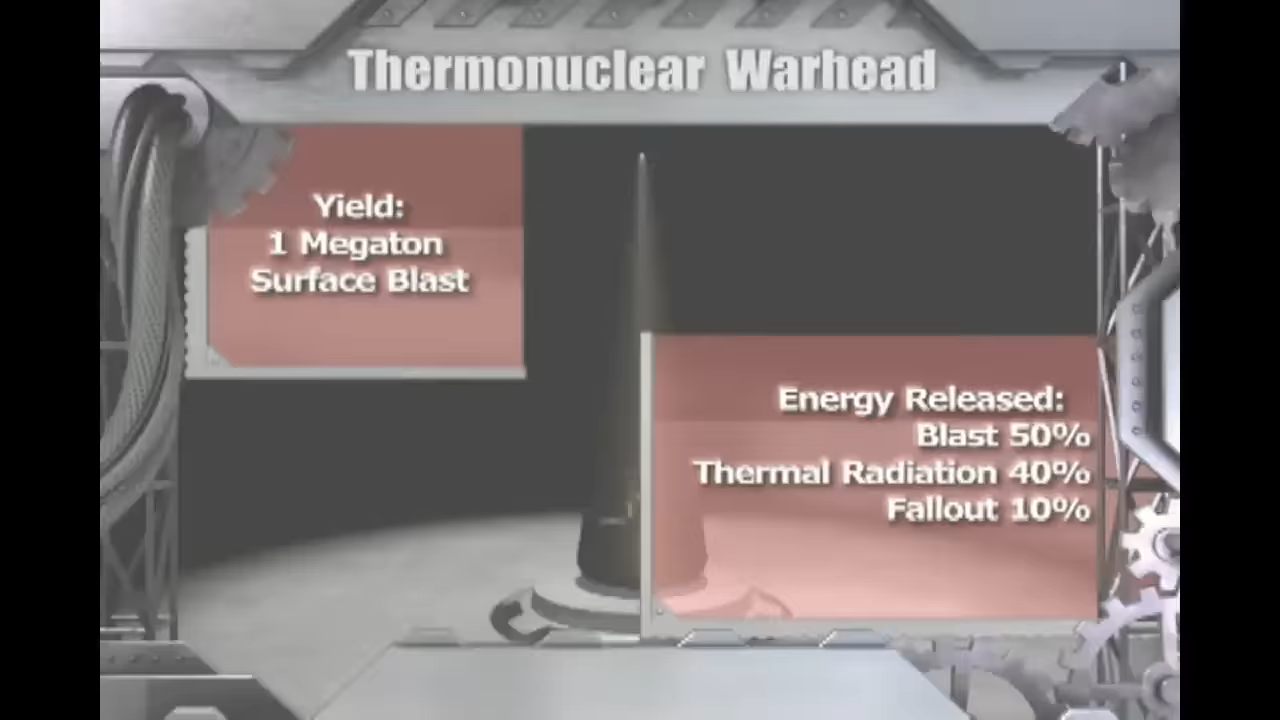 Thermonuclear Warhead
Yield:
1 Megaton
Surface Blast
Energy Released:
Blast 50%
Thermal Radiation 40%
Fallout 10%